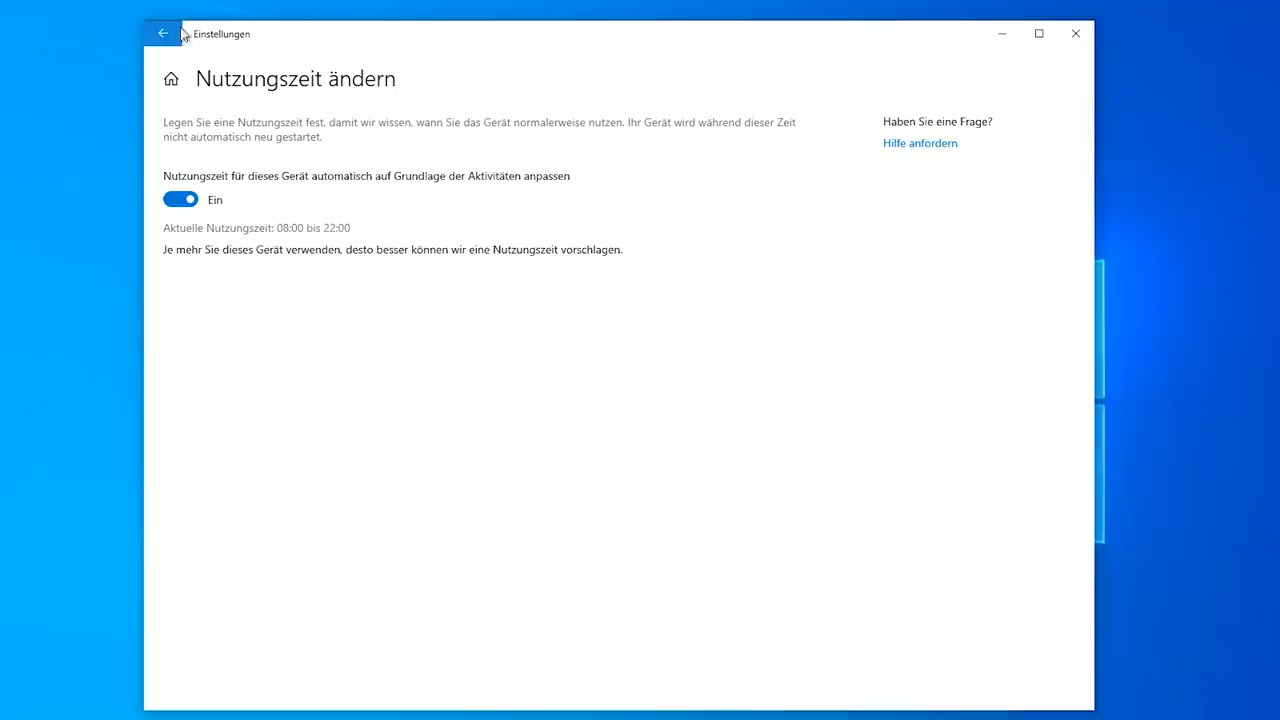 Einstellungen
Nutzungszeit ändern
Legen Sie eine Nutzungszeit fest, damit wir wissen, wann Sie das Gerät normalerweise nutzen. Ihr Gerät wird während dieser Zeit
nicht automatisch neu gestartet.
Nutzungszeit für dieses Gerät automatisch auf Grundlage der Aktivitäten anpassen
Ein
Aktuelle Nutzungszeit: 08:00 bis 22:00
Je mehr Sie dieses Gerät verwenden, desto besser können wir eine Nutzungszeit vorschlagen.
Haben Sie eine Frage?
Hilfe anfordern